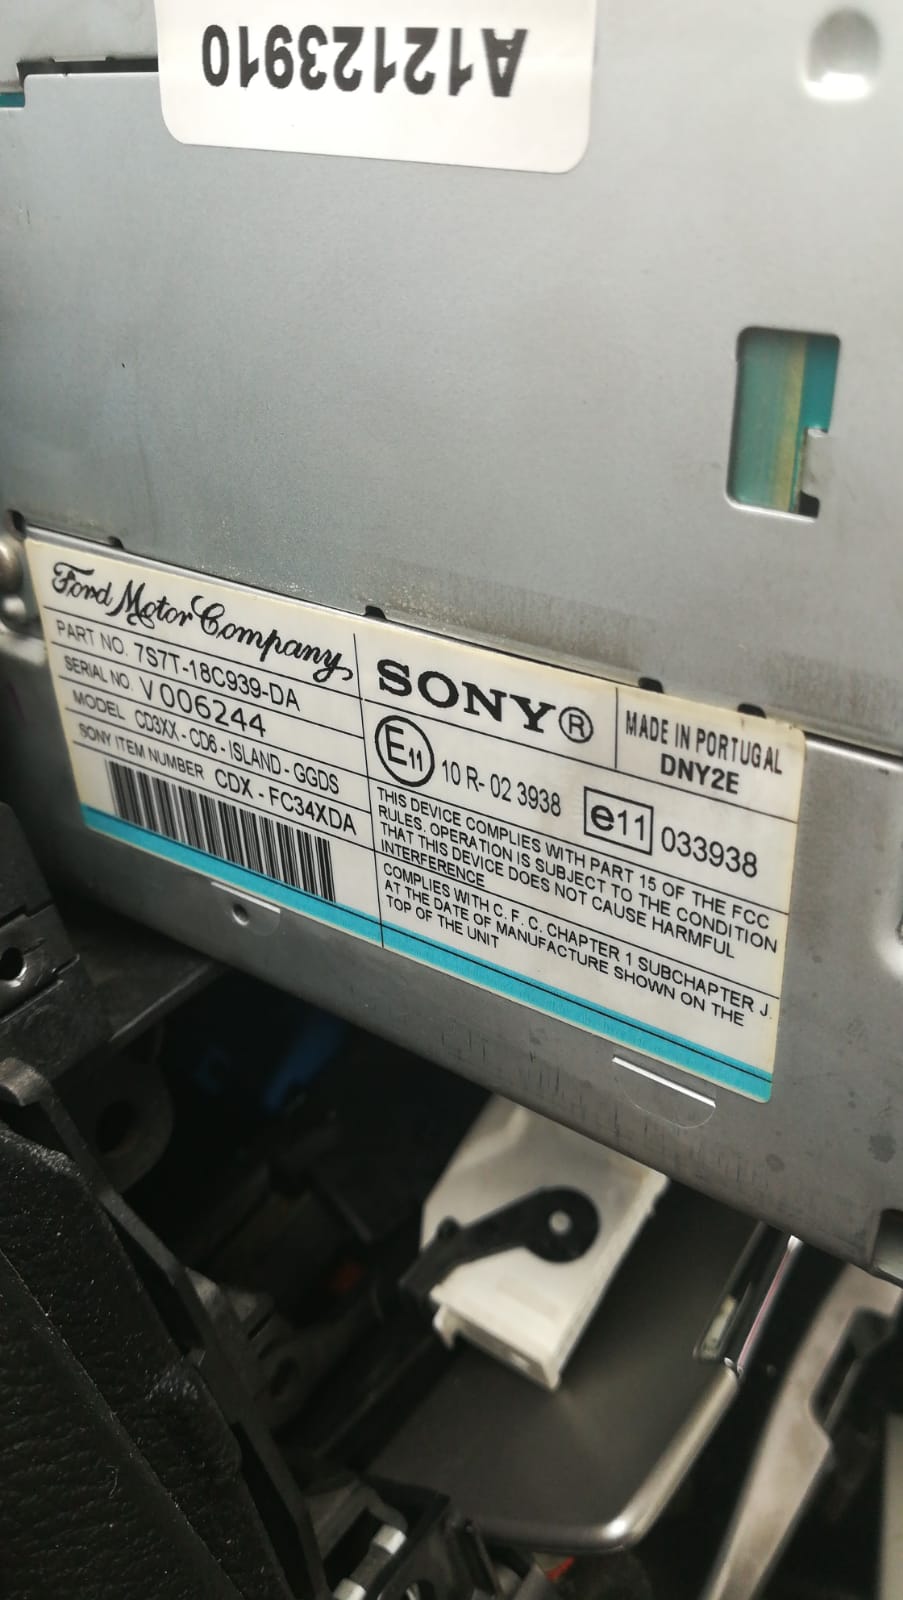 A12123910
Ford Motor Company
PART NO. 7S7T-18C939-DA
SERIAL NO. V006244
MODEL CD3XX - CD6 - ISLAND - GGDS
SONY ITEM NUMBER CDX - FC34XDA
SONY®
MADE IN PORTUGAL
DNY2E
E11 10 R- 02 3938 e11 033938
THIS DEVICE COMPLIES WITH PART 15 OF THE FCC
RULES. OPERATION IS SUBJECT TO THE CONDITION
THAT THIS DEVICE DOES NOT CAUSE HARMFUL
INTERFERENCE
COMPLIES WITH C. F. C. CHAPTER 1 SUBCHAPTER J.
AT THE DATE OF MANUFACTURE SHOWN ON THE
TOP OF THE UNIT